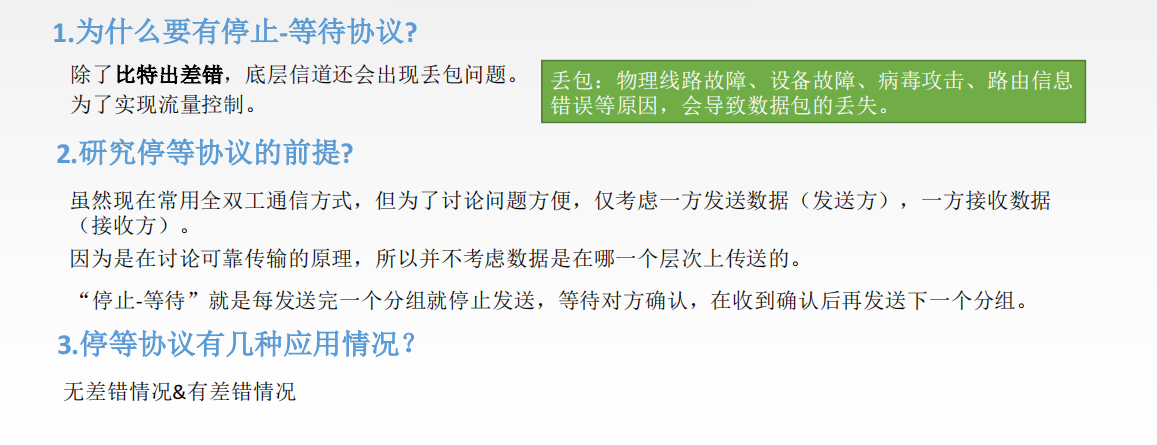 1.为什么要有停止-等待协议?
除了比特出差错，底层信道还会出现丢包问题。
为了实现流量控制。
丢包：物理线路故障、设备故障、病毒攻击、路由信息
错误等原因，会导致数据包的丢失。
2.研究停等协议的前提?
虽然现在常用全双工通信方式，但为了讨论问题方便，仅考虑一方发送数据（发送方），一方接收数据
（接收方）。
因为是在讨论可靠传输的原理，所以并不考虑数据是在哪一个层次上传送的。
“停止-等待”就是每发送完一个分组就停止发送，等待对方确认，在收到确认后再发送下一个分组。
3.停等协议有几种应用情况？
无差错情况&有差错情况